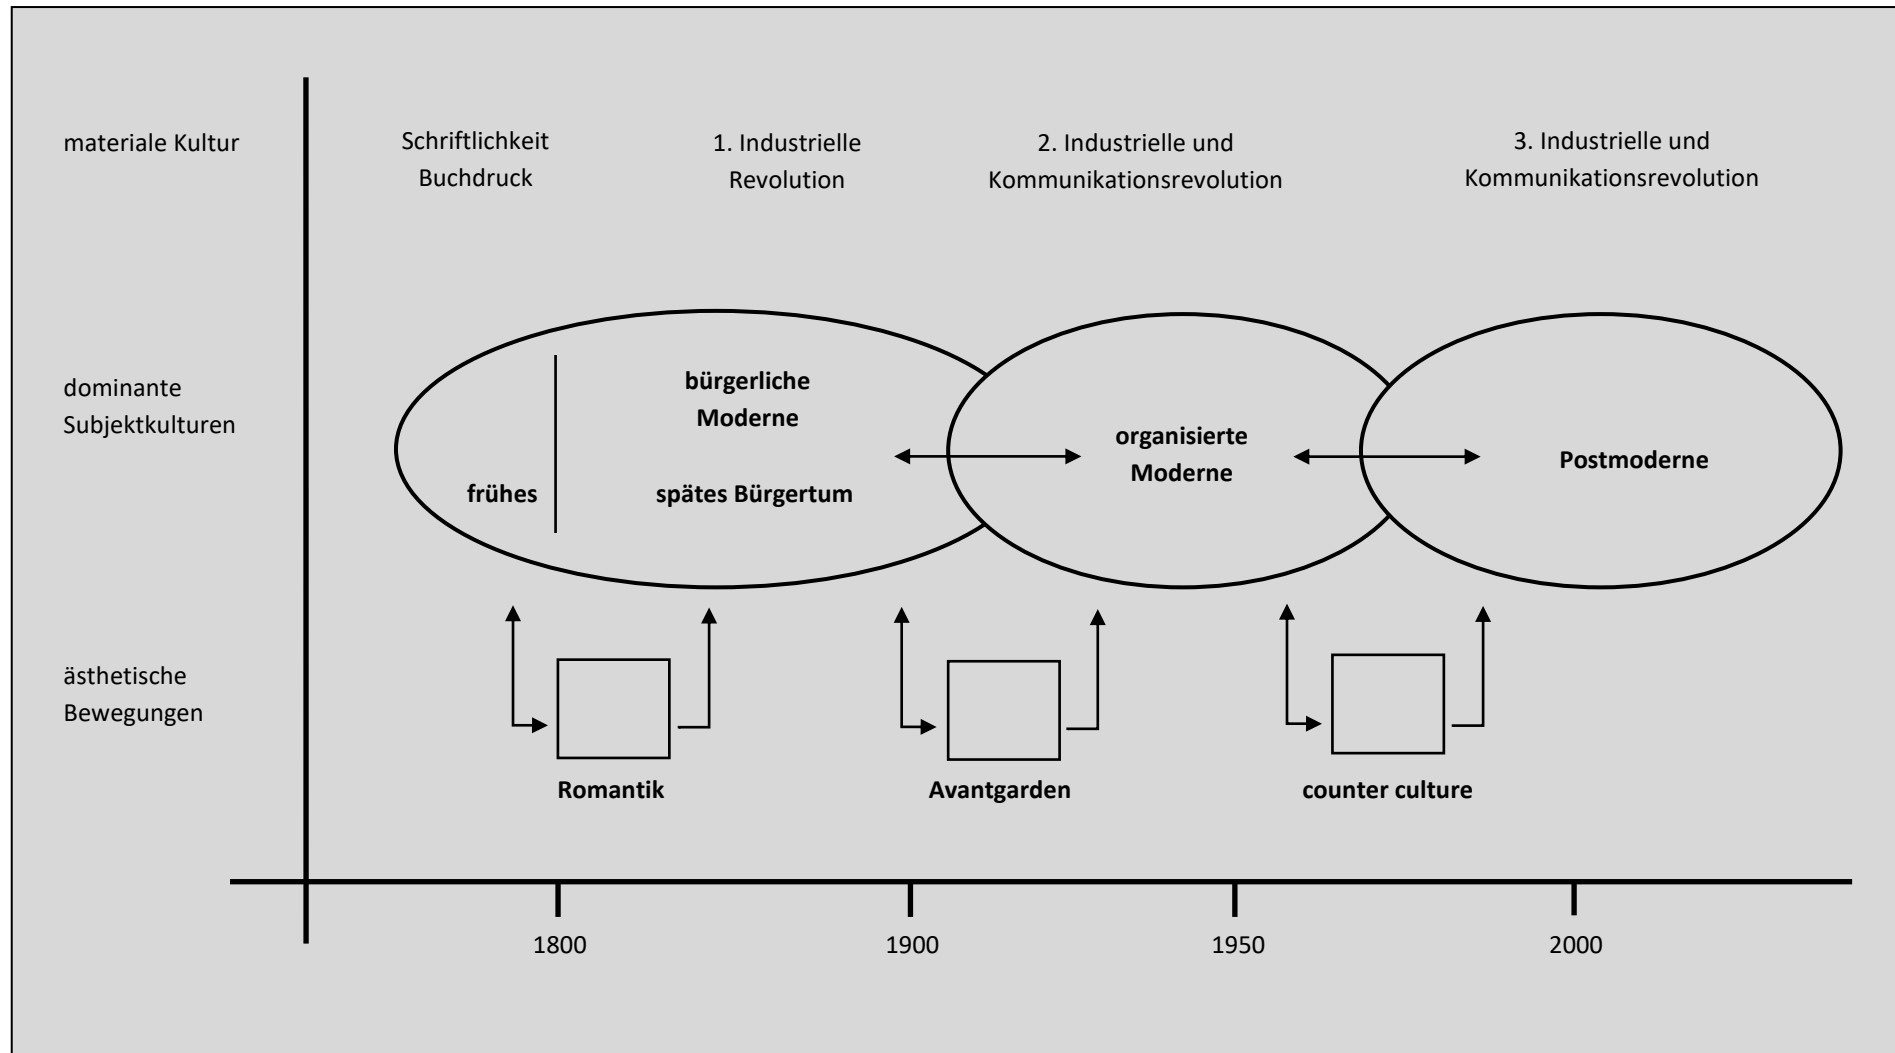 materiale Kultur
Schriftlichkeit
Buchdruck
1. Industrielle
Revolution
2. Industrielle und
Kommunikationsrevolution
3. Industrielle und
Kommunikationsrevolution
dominante
Subjektkulturen
bürgerliche
Moderne
frühes
spätes Bürgertum
organisierte
Moderne
Postmoderne
ästhetische
Bewegungen
Romantik
Avantgarden
counter culture
1800
1900
1950
2000